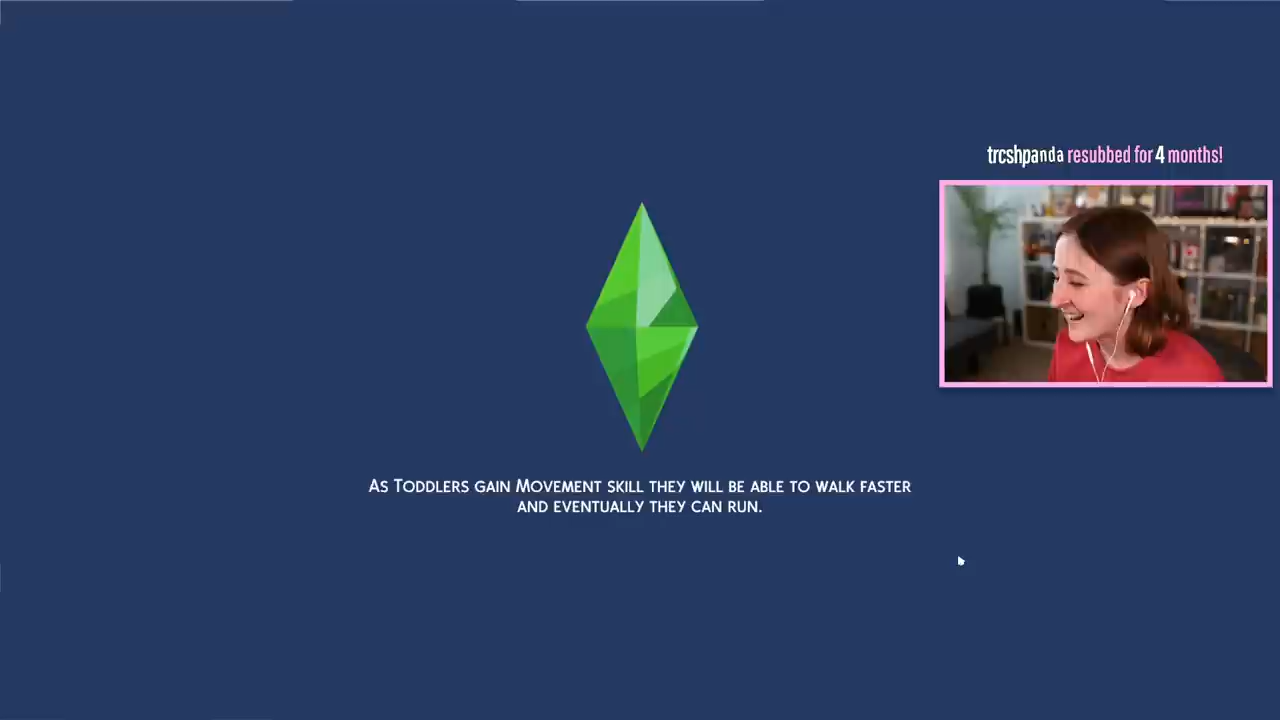 trcshpanda resubbed for 4 months!
As Toddlers gain Movement skill they will be able to walk faster
and eventually they can run.